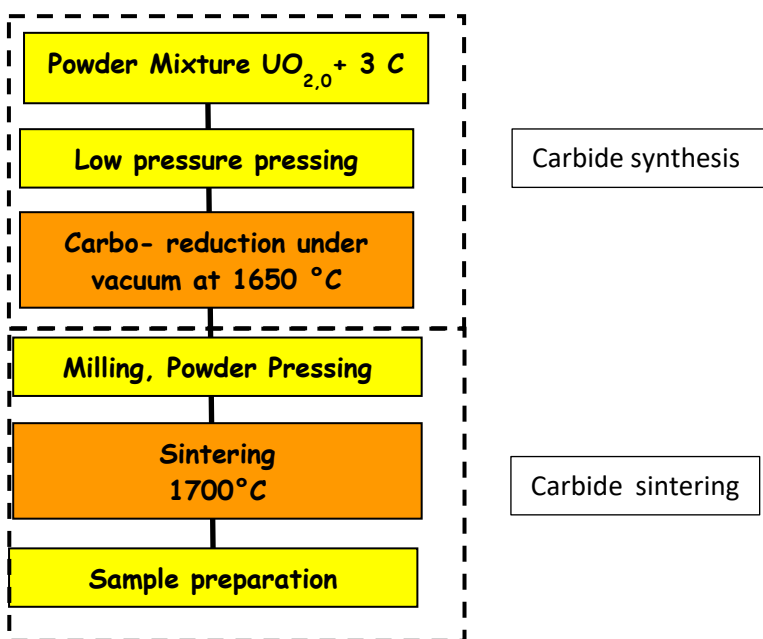 Powder Mixture UO2,0+ 3 C
Low pressure pressing
Carbide synthesis
Carbo- reduction under
vacuum at 1650 °C
Milling, Powder Pressing
Sintering
1700°C
Carbide sintering
Sample preparation